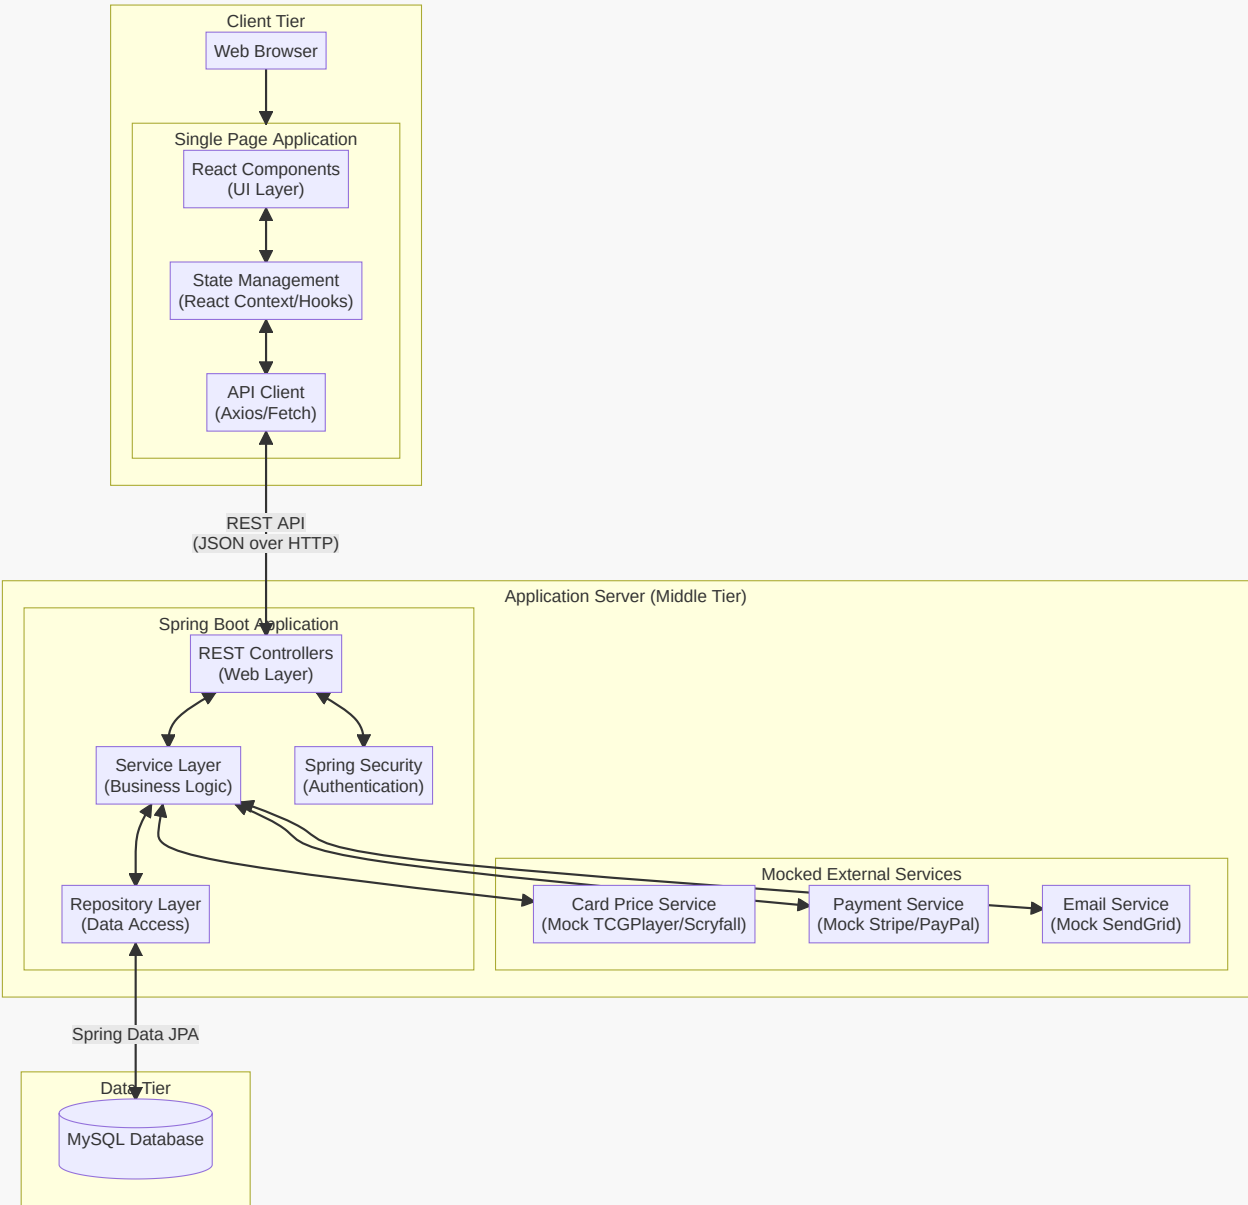 Client Tier
Web Browser
Single Page Application
React Components
(UI Layer)
State Management
(React Context/Hooks)
API Client
(Axios/Fetch)
REST API
(JSON over HTTP)
Application Server (Middle Tier)
Spring Boot Application
REST Controllers
(Web Layer)
Service Layer
(Business Logic)
Spring Security
(Authentication)
Mocked External Services
Repository Layer
(Data Access)
Card Price Service
(Mock TCGPlayer/Scryfall)
Payment Service
(Mock Stripe/PayPal)
Email Service
(Mock SendGrid)
Spring Data JPA
Data Tier
MySQL Database